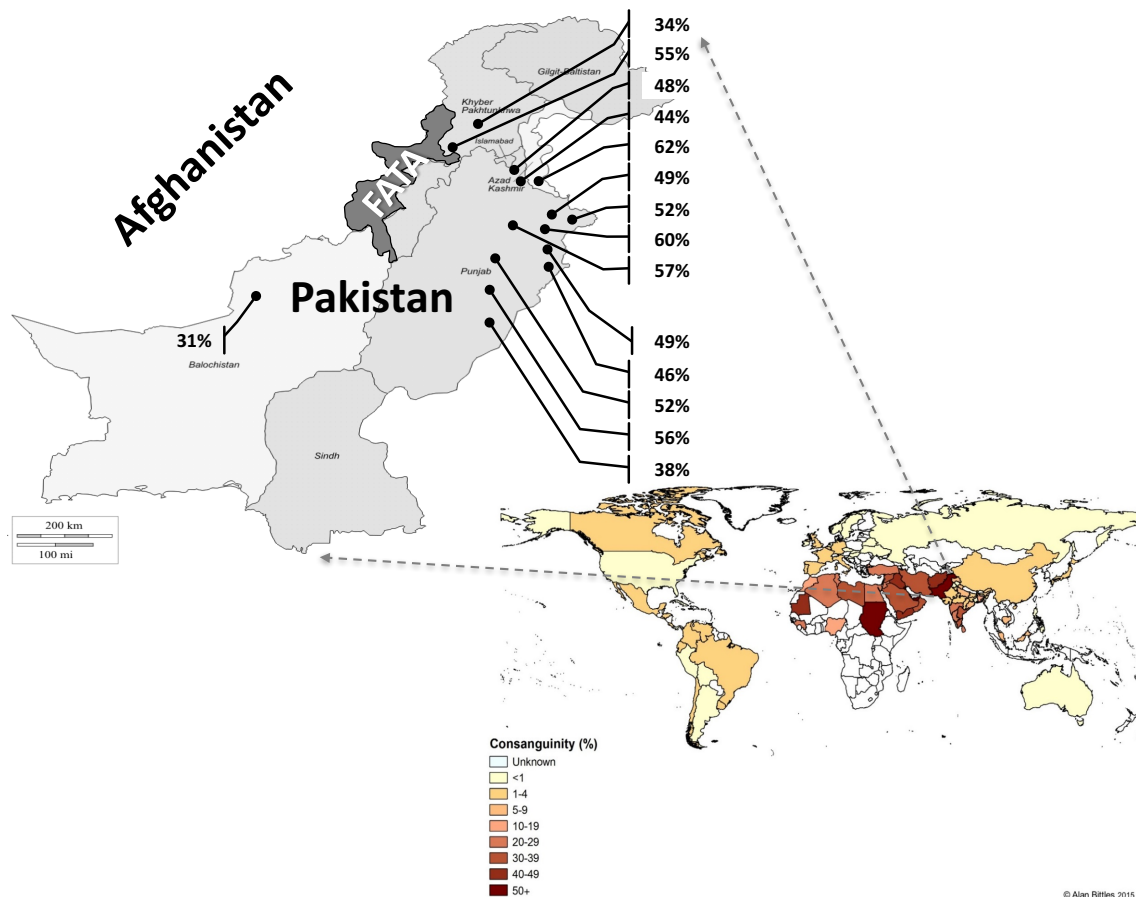 Afghanistan
FATA
Pakistan
Gilgit-Baltistan
Khyber
Pakhtunkhwa
Islamabad
Azad
Kashmir
Punjab
Balochistan
Sindh
34%
55%
48%
44%
62%
49%
52%
60%
57%
31%
49%
46%
52%
56%
38%
200 km
100 mi
Consanguinity (%)
Unknown
<1
1-4
5-9
10-19
20-29
30-39
40-49
50+
© Alan Bittles 2015